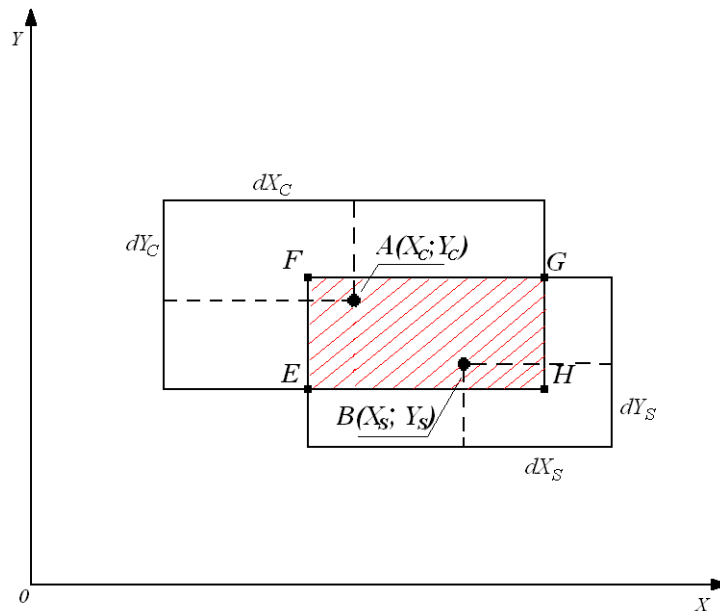 Y
dX_C
dY_C
A(X_C;Y_C)
F
G
E
H
B(X_S; Y_S)
dY_S
dX_S
0
X